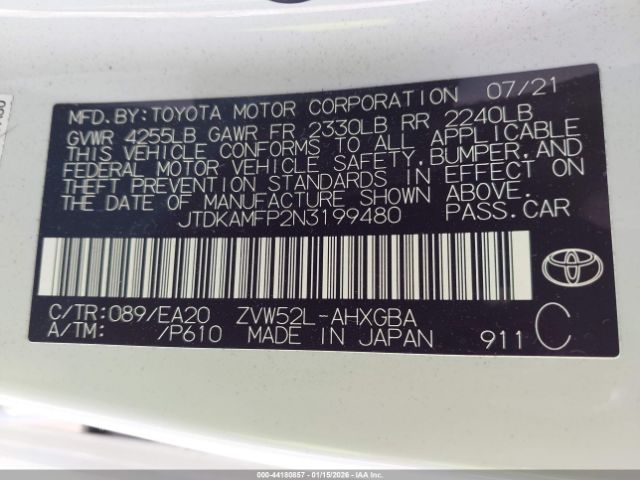 MFD. BY: TOYOTA MOTOR CORPORATION 07/21
GVWR 4255LB GAWR FR 2330LB RR 2240LB
THIS VEHICLE CONFORMS TO ALL APPLICABLE
FEDERAL MOTOR VEHICLE SAFETY, BUMPER, AND
THEFT PREVENTION STANDARDS IN EFFECT ON
THE DATE OF MANUFACTURE SHOWN ABOVE.
JTDKAMFP2N3199480 PASS.CAR
C/TR:089/EA20 ZVW52L-AHXGBA
A/TM: /P610 MADE IN JAPAN 911 C
000-44180857 - 01/15/2026 - IAAI.COM